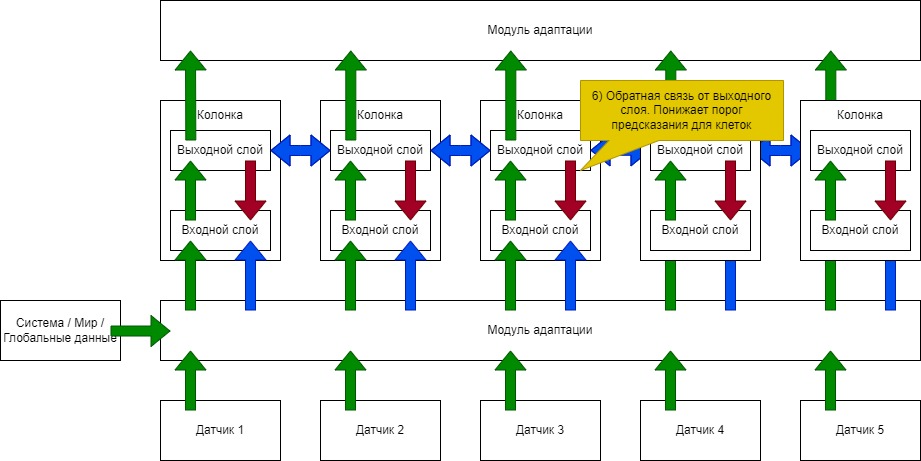 Модуль адаптации
6) Обратная связь от выходного
слоя. Понижает порог
предсказания для клеток
Колонка
Колонка
Колонка
Колонка
Выходной слой
Выходной слой
Выходной слой
Выходной слой
Выходной слой
Входной слой
Входной слой
Входной слой
Входной слой
Входной слой
Система / Мир /
Глобальные данные
Модуль адаптации
Датчик 1
Датчик 2
Датчик 3
Датчик 4
Датчик 5